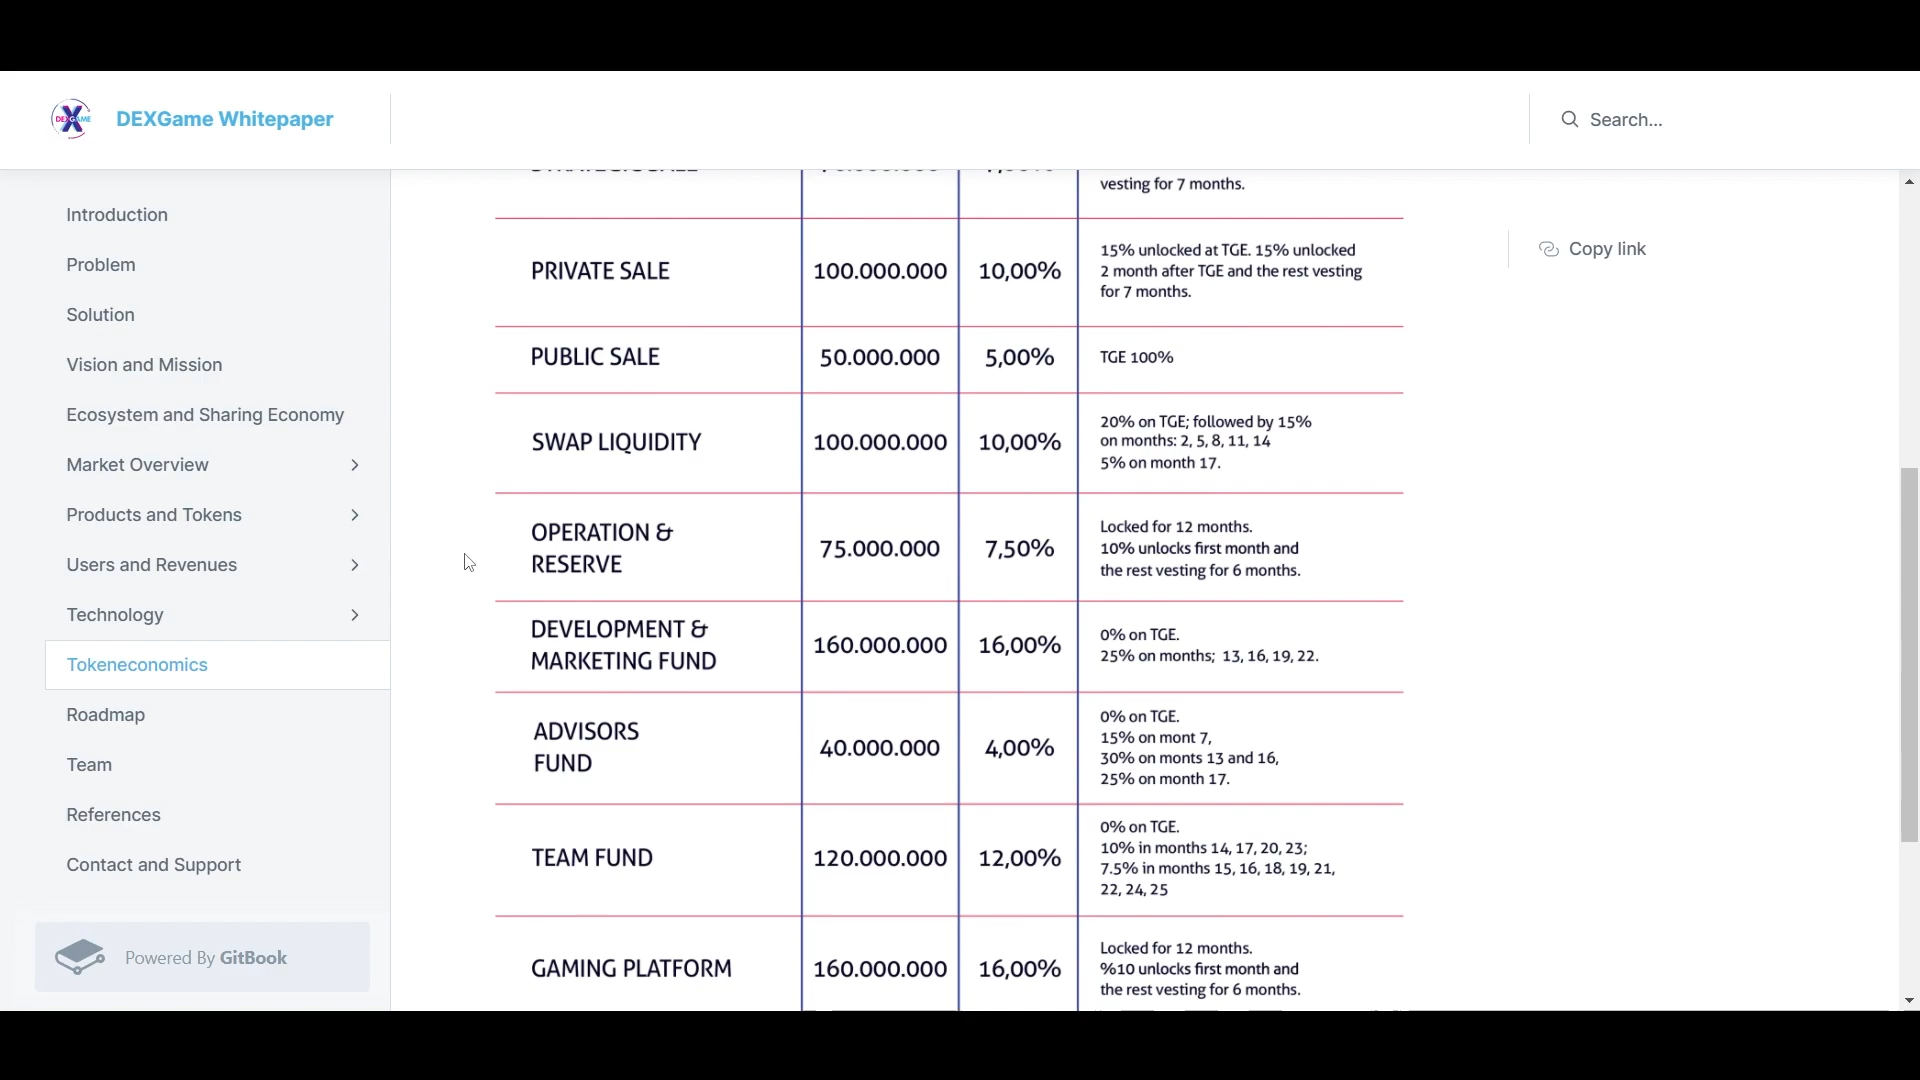 DEXGAME
DEXGame Whitepaper
Search...
Introduction
Problem
Solution
Vision and Mission
Ecosystem and Sharing Economy
Market Overview
Products and Tokens
Users and Revenues
Technology
Tokeneconomics
Roadmap
Team
References
Contact and Support
Powered By GitBook
vesting for 7 months.
PRIVATE SALE
100.000.000
10,00%
15% unlocked at TGE. 15% unlocked
2 month after TGE and the rest vesting
for 7 months.
PUBLIC SALE
50.000.000
5,00%
TGE 100%
SWAP LIQUIDITY
100.000.000
10,00%
20% on TGE; followed by 15%
on months: 2, 5, 8, 11, 14
5% on month 17.
OPERATION &
RESERVE
75.000.000
7,50%
Locked for 12 months.
10% unlocks first month and
the rest vesting for 6 months.
DEVELOPMENT &
MARKETING FUND
160.000.000
16,00%
0% on TGE.
25% on months; 13, 16, 19, 22.
ADVISORS
FUND
40.000.000
4,00%
0% on TGE.
15% on mont 7,
30% on monts 13 and 16,
25% on month 17.
TEAM FUND
120.000.000
12,00%
0% on TGE.
10% in months 14, 17, 20, 23;
7.5% in months 15, 16, 18, 19, 21,
22, 24, 25
GAMING PLATFORM
160.000.000
16,00%
Locked for 12 months.
%10 unlocks first month and
the rest vesting for 6 months.
Copy link